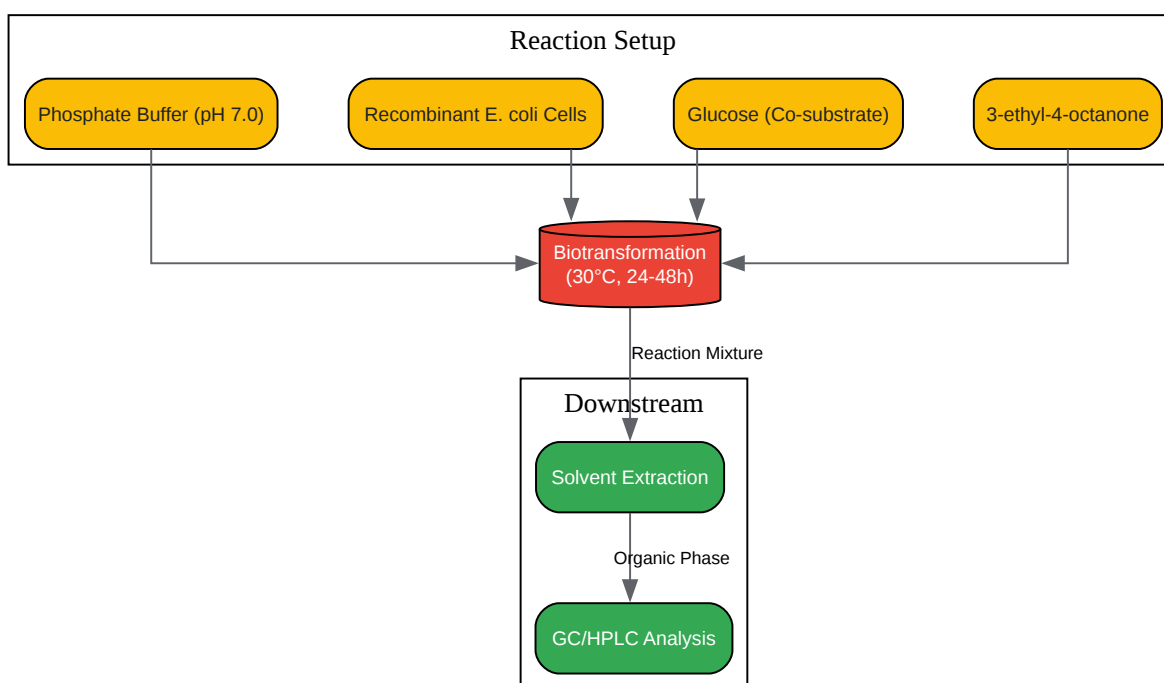 Reaction Setup
Phosphate Buffer (pH 7.0)
Recombinant E. coli Cells
Glucose (Co-substrate)
3-ethyl-4-octanone
Biotransformation
(30°C, 24-48h)
Reaction Mixture
Downstream
Solvent Extraction
Organic Phase
GC/HPLC Analysis